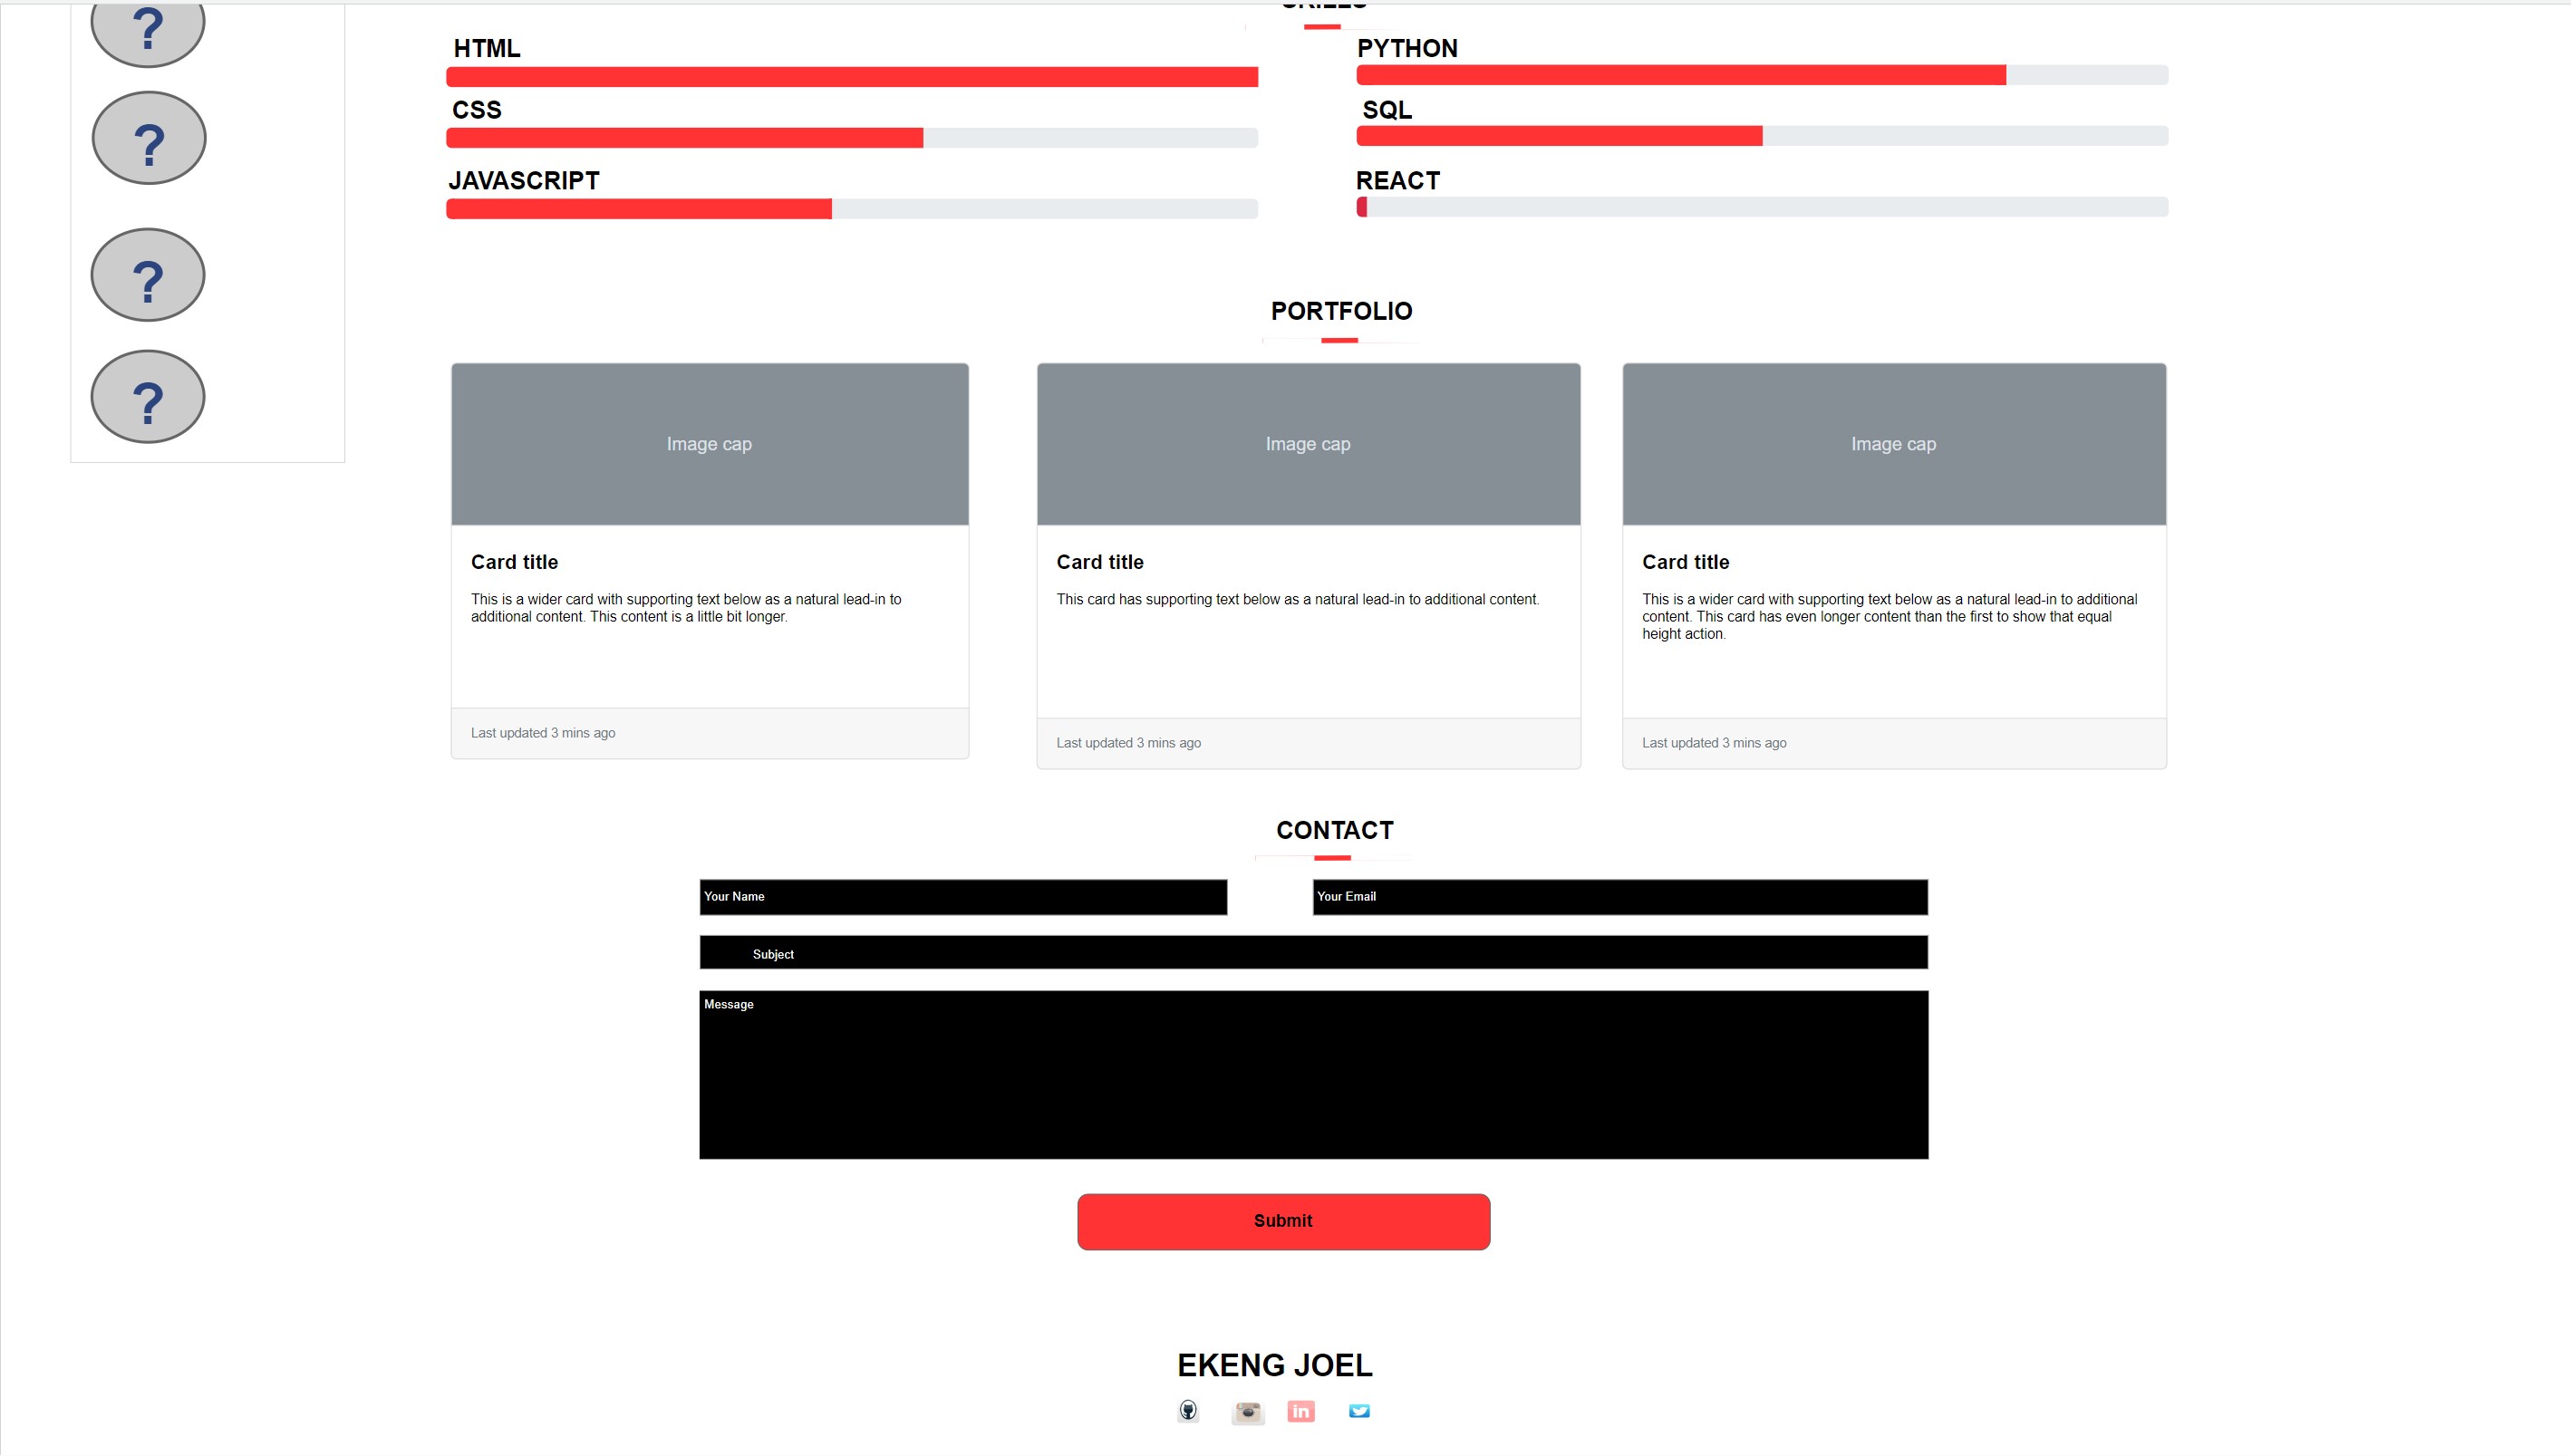 ?
?
?
?
SKILLS
HTML
PYTHON
CSS
SQL
JAVASCRIPT
REACT
PORTFOLIO
Image cap
Card title
This is a wider card with supporting text below as a natural lead-in to
additional content. This content is a little bit longer.
Last updated 3 mins ago
Image cap
Card title
This card has supporting text below as a natural lead-in to additional content.
Last updated 3 mins ago
Image cap
Card title
This is a wider card with supporting text below as a natural lead-in to additional
content. This card has even longer content than the first to show that equal
height action.
Last updated 3 mins ago
CONTACT
Your Name
Your Email
Subject
Message
Submit
EKENG JOEL
in